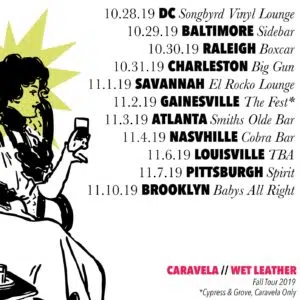 10.28.19 DC Songbyrd Vinyl Lounge
10.29.19 BALTIMORE Sidebar
10.30.19 RALEIGH Boxcar
10.31.19 CHARLESTON Big Gun
11.1.19 SAVANNAH El Rocko Lounge
11.2.19 GAINESVILLE The Fest*
11.3.19 ATLANTA Smiths Olde Bar
11.4.19 NASVHILLE Cobra Bar
11.6.19 LOUISVILLE TBA
11.7.19 PITTSBURGH Spirit
11.10.19 BROOKLYN Babys All Right
CARAVELA // WET LEATHER
Fall Tour 2019
*Cypress & Grove, Caravela Only